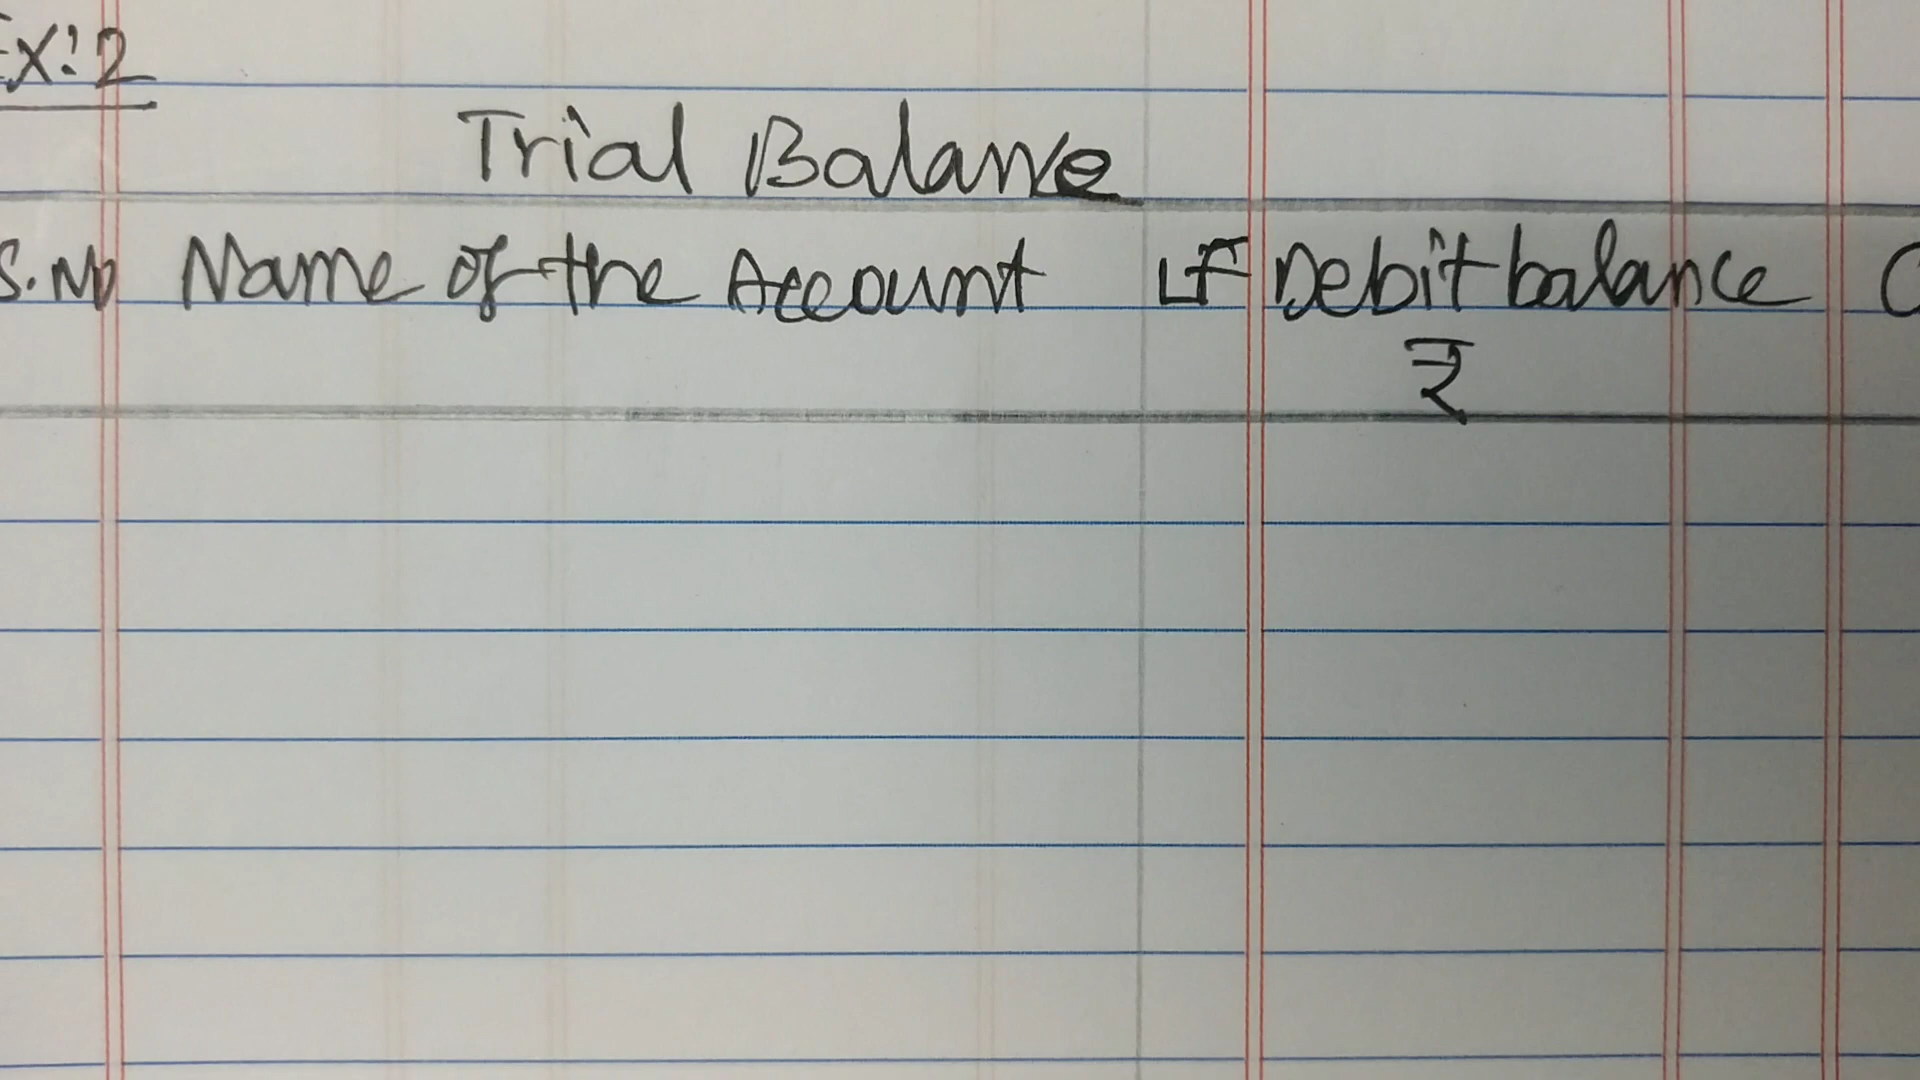 Ex: 2
Trial Balance
S.No Name of the Account LF Debit balance C
₹